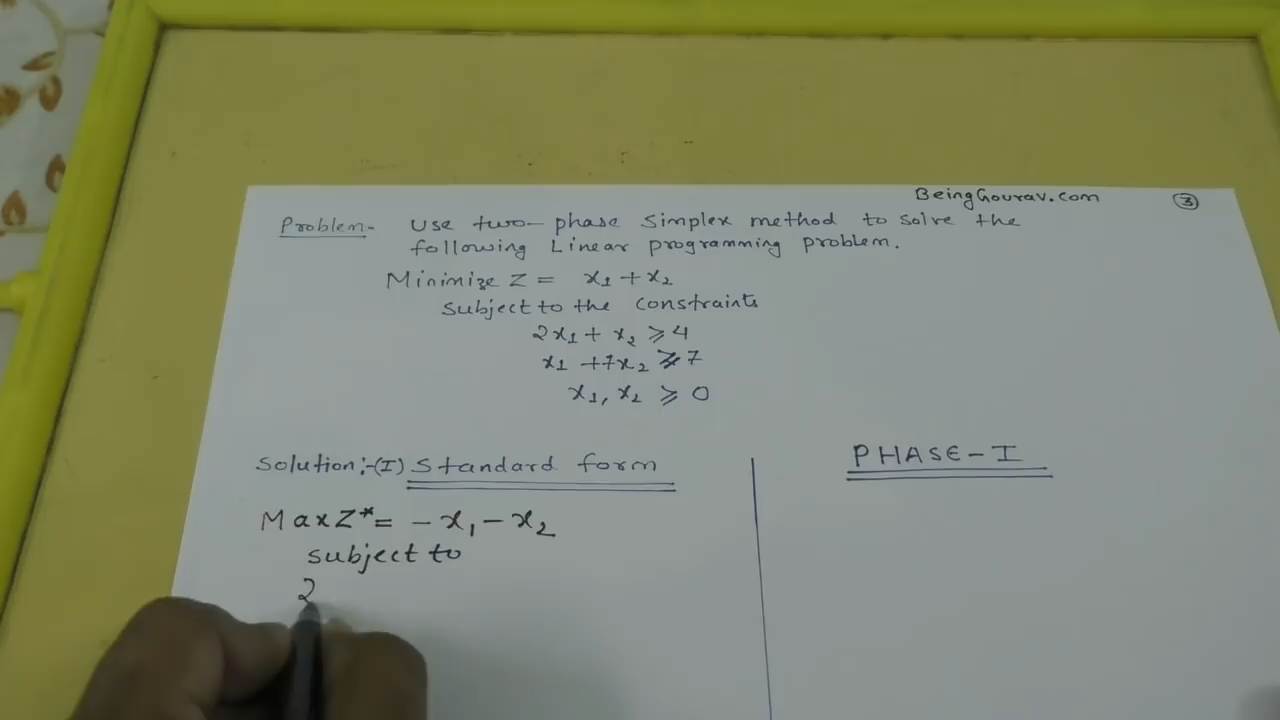 BeingGourav.com ③
Problem- Use two-phase simplex method to solve the
following Linear programming problem.
Minimize Z = x₁ + x₂
Subject to the constraints
2x₁ + x₂ ≥ 4
x₁ + 7x₂ ≥ 7
x₁, x₂ ≥ 0
Solution:-(I) Standard form
PHASE-I
Max Z* = -x₁ - x₂
subject to
2